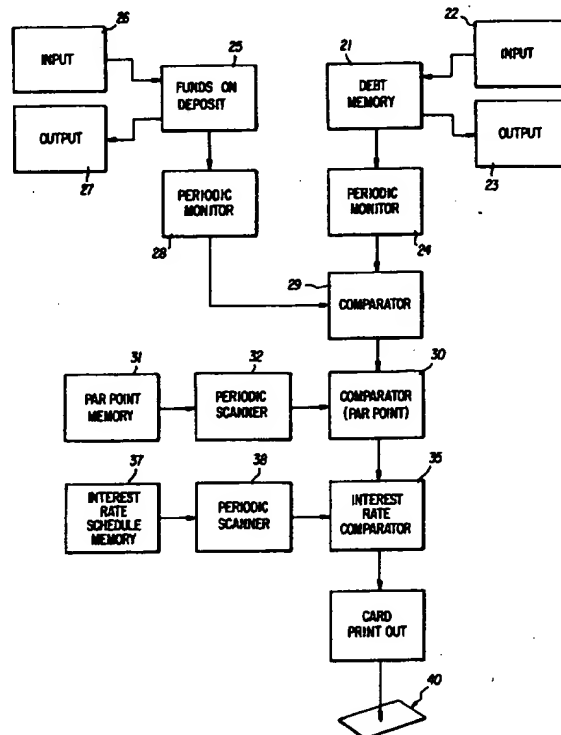 26
INPUT
25
FUNDS ON
DEPOSIT
OUTPUT
27
PERIODIC
MONITOR
28
22
INPUT
21
DEBT
MEMORY
OUTPUT
23
PERIODIC
MONITOR
24
29
COMPARATOR
31
PAR POINT
MEMORY
32
PERIODIC
SCANNER
30
COMPARATOR
(PAR POINT)
37
INTEREST
RATE
SCHEDULE
MEMORY
38
PERIODIC
SCANNER
35
INTEREST
RATE
COMPARATOR
CARD
PRINT OUT
40